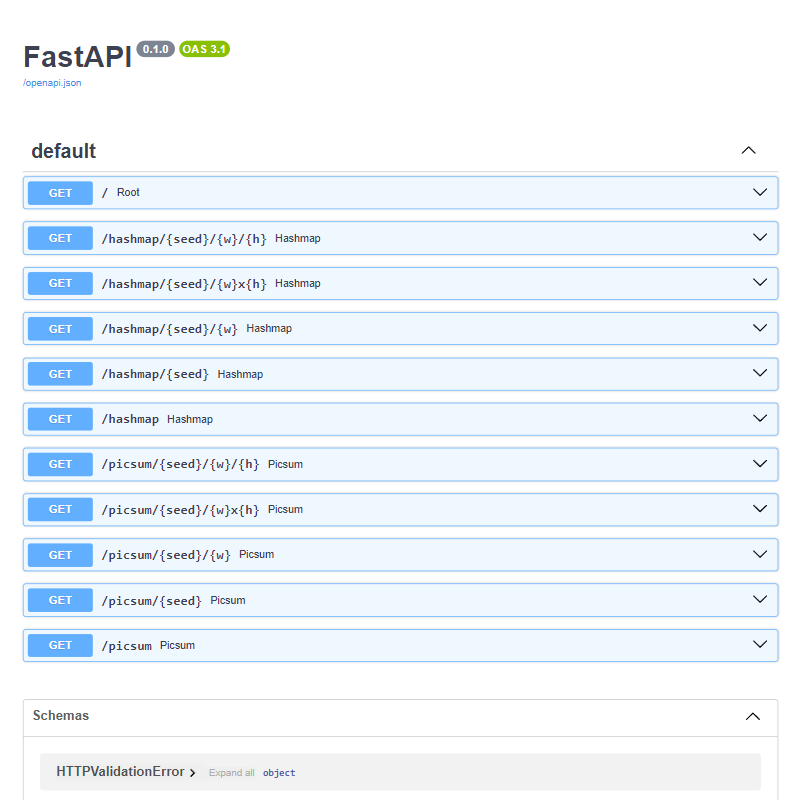 FastAPI 0.1.0 OAS 3.1
/openapi.json
default
GET / Root
GET /hashmap/{seed}/{w}/{h} Hashmap
GET /hashmap/{seed}/{w}x{h} Hashmap
GET /hashmap/{seed}/{w} Hashmap
GET /hashmap/{seed} Hashmap
GET /hashmap Hashmap
GET /picsum/{seed}/{w}/{h} Picsum
GET /picsum/{seed}/{w}x{h} Picsum
GET /picsum/{seed}/{w} Picsum
GET /picsum/{seed} Picsum
GET /picsum Picsum
Schemas
HTTPValidationError Expand all object